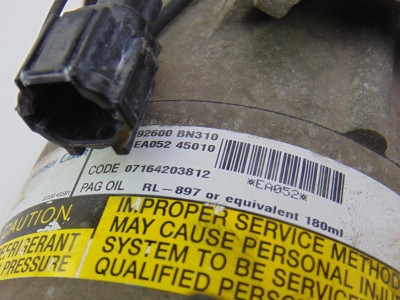 92600 BN310
EA052 45010
CODE 07164203812
*EA052*
PAG OIL RL-897 or equivalent 180ml
CAUTION
REFRIGERANT
PRESSURE
IMPROPER SERVICE METHOD
MAY CAUSE PERSONAL INJU
SYSTEM TO BE SERVICE
QUALIFIED PERSON